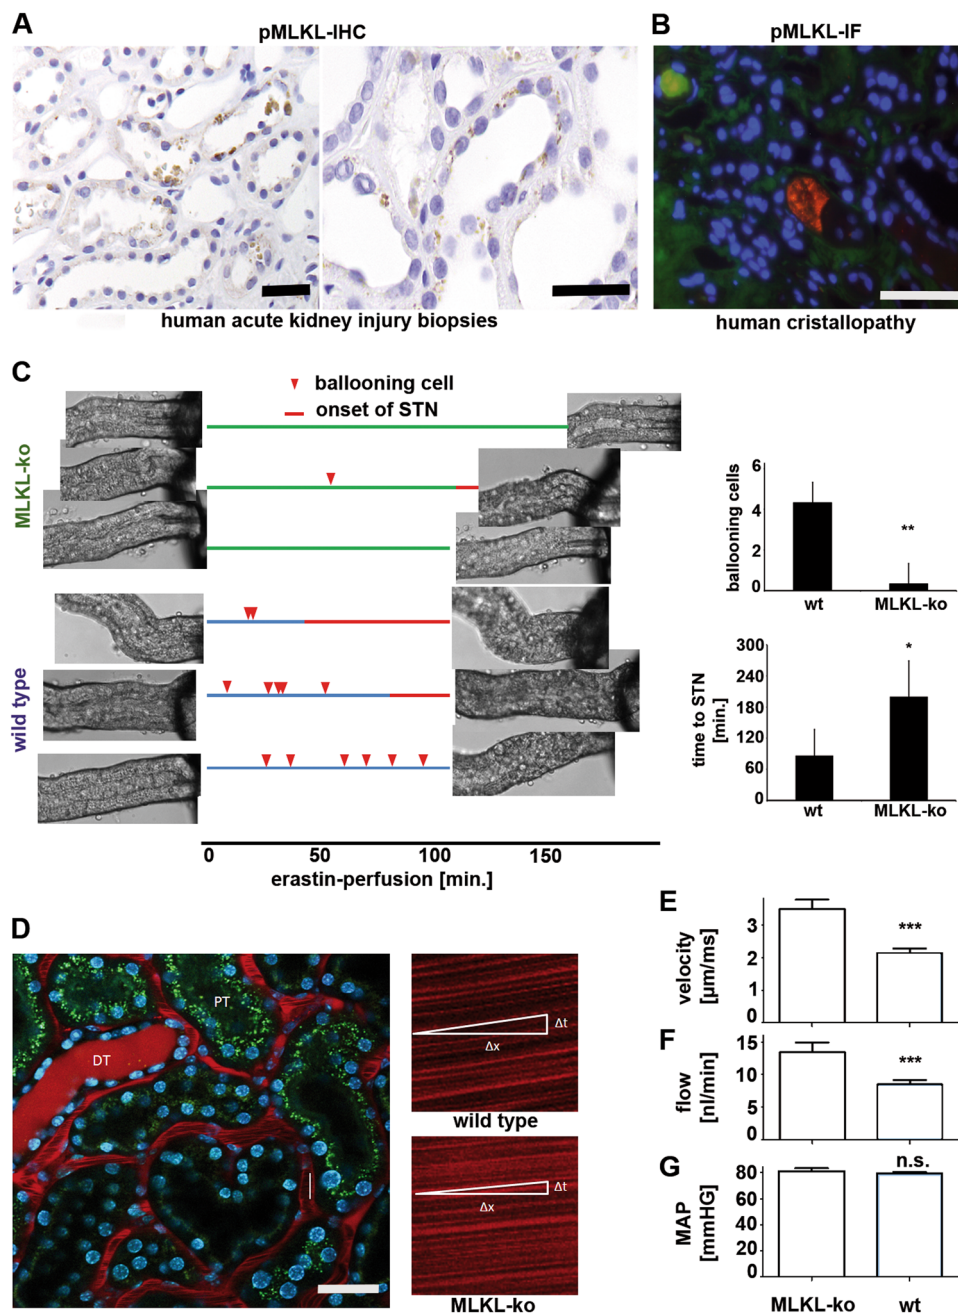 A
pMLKL-IHC
B
pMLKL-IF
human acute kidney injury biopsies
human cristallopathy
C
ballooning cell
onset of STN
MLKL-ko
wild type
0 50 100 150
erastin-perfusion [min.]
ballooning cells
6
4
2
0
**
wt MLKL-ko
time to STN
[min.]
300
240
180
120
60
0
*
wt MLKL-ko
D
PT
DT
Δt
Δx
wild type
Δt
Δx
MLKL-ko
E
velocity
[µm/ms]
3
2
1
0
***
F
flow
[nl/min]
15
10
5
0
***
G
MAP
[mmHG]
80
60
40
20
0
n.s.
MLKL-ko wt